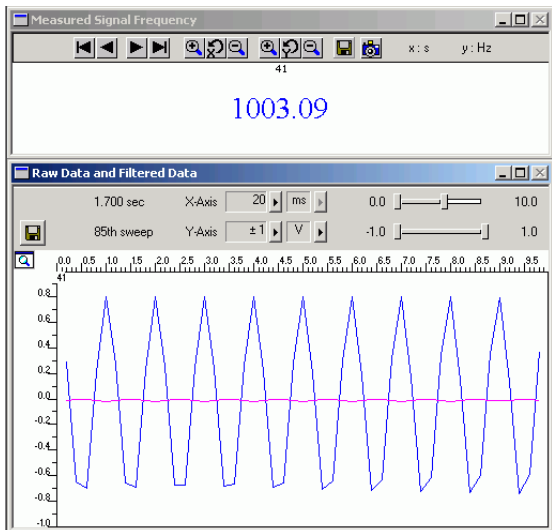 Measured Signal Frequency
x : s y : Hz
41
1003.09
Raw Data and Filtered Data
1.700 sec X-Axis 20 ms 0.0 10.0
85th sweep Y-Axis ± 1 V -1.0 1.0
0.0 0.5 1.0 1.5 2.0 2.5 3.0 3.5 4.0 4.5 5.0 5.5 6.0 6.5 7.0 7.5 8.0 8.5 9.0 9.5
41
0.8
0.6
0.4
0.2
0.0
-0.2
-0.4
-0.6
-0.8
-1.0